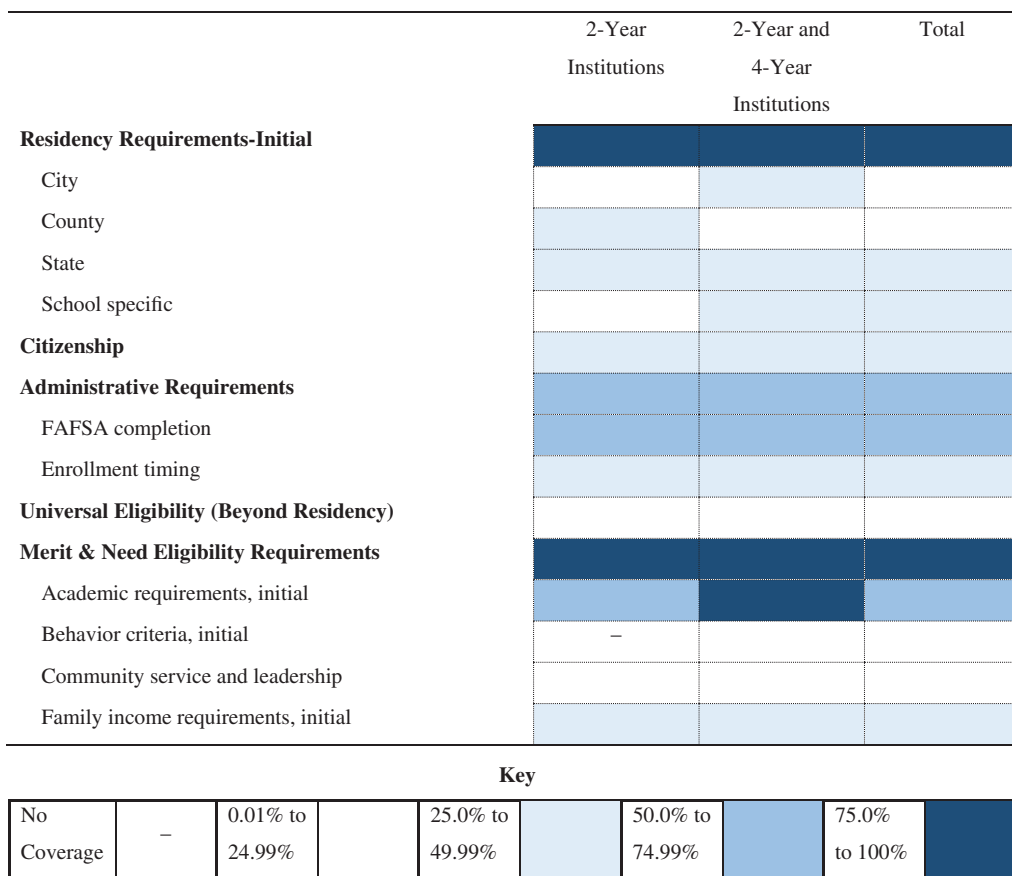 2-Year 2-Year and Total
Institutions 4-Year
Institutions
Residency Requirements-Initial
City
County
State
School specific
Citizenship
Administrative Requirements
FAFSA completion
Enrollment timing
Universal Eligibility (Beyond Residency)
Merit & Need Eligibility Requirements
Academic requirements, initial
Behavior criteria, initial –
Community service and leadership
Family income requirements, initial
Key
No – 0.01% to 25.0% to 50.0% to 75.0%
Coverage 24.99% 49.99% 74.99% to 100%